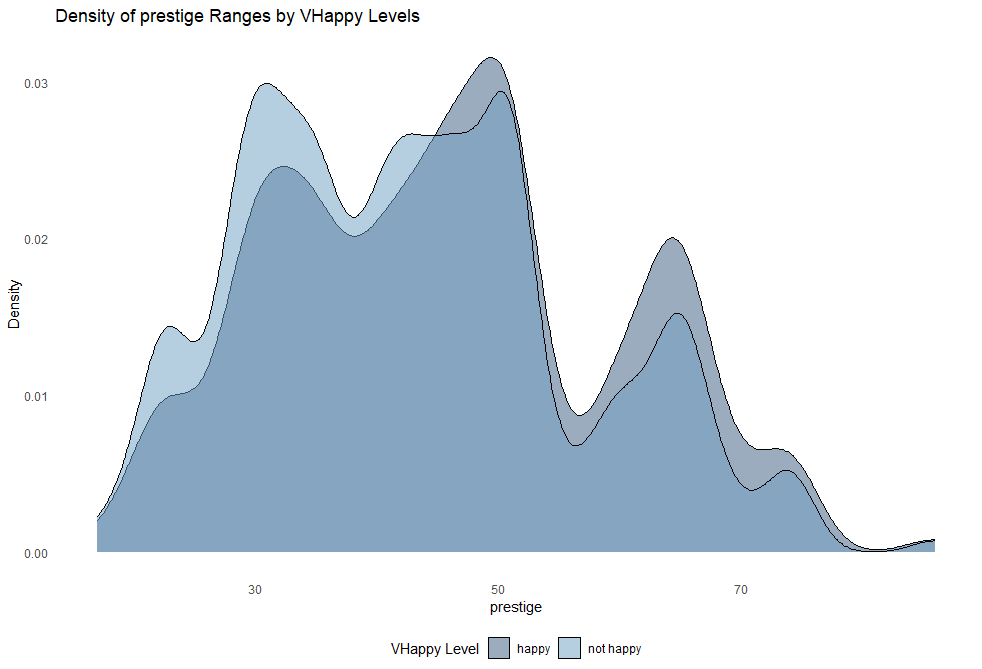 Density of prestige Ranges by VHappy Levels
0.03
0.02
0.01
0.00
Density
30 50 70
prestige
VHappy Level happy not happy